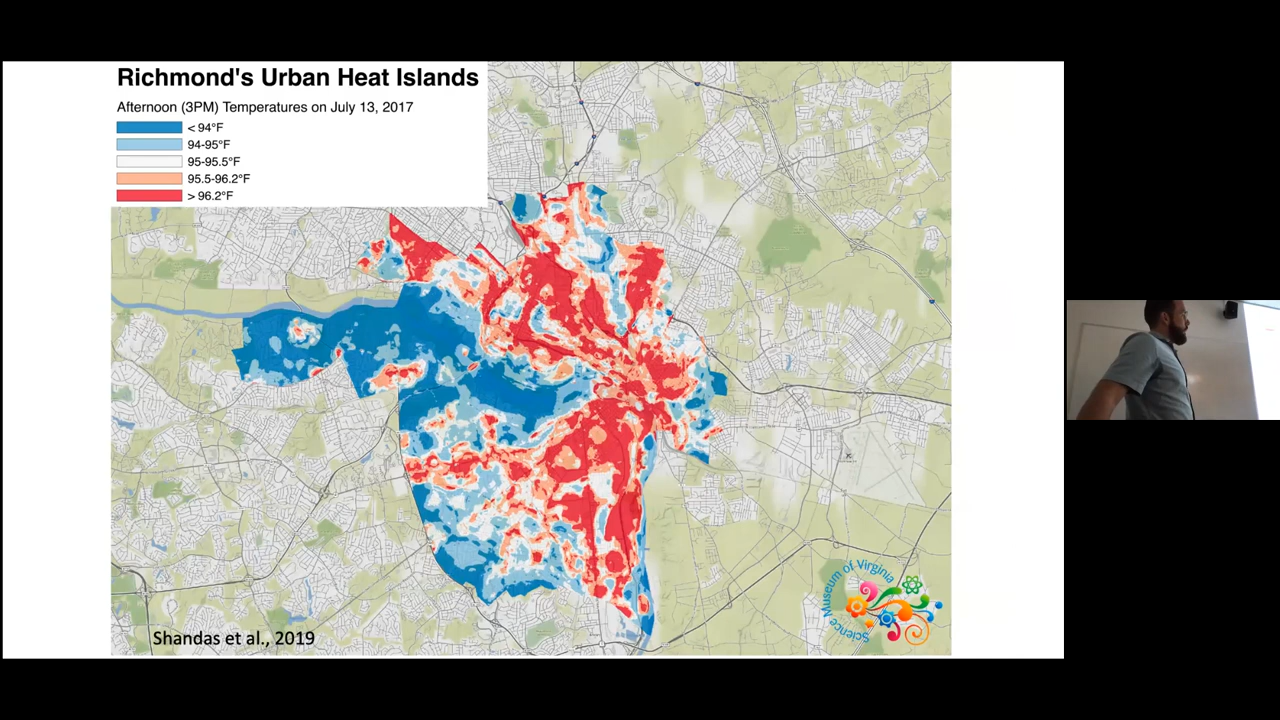 Richmond's Urban Heat Islands
Afternoon (3PM) Temperatures on July 13, 2017
< 94°F
94-95°F
95-95.5°F
95.5-96.2°F
> 96.2°F
Shandas et al., 2019
Science Museum of Virginia